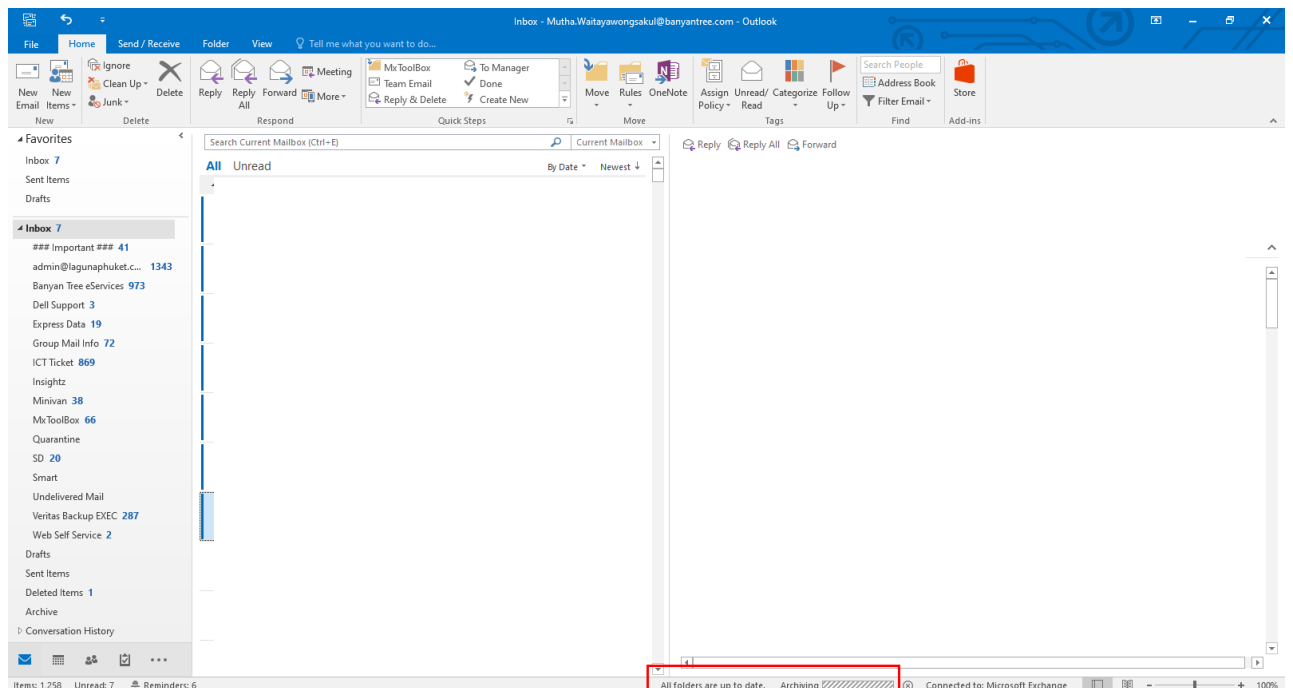 Inbox - Mutha.Waitayawongsakul@banyantree.com - Outlook
File Home Send / Receive Folder View Tell me what you want to do...
New Email
New Items
Ignore
Clean Up
Junk
Delete
Reply
Reply All
Forward
Meeting
More
MxToolBox
Team Email
Reply & Delete
To Manager
Done
Create New
Move
Rules
OneNote
Assign Policy
Unread/ Read
Categorize
Follow Up
Search People
Address Book
Filter Email
Store
New Delete Respond Quick Steps Move Tags Find Add-ins
Favorites
Inbox 7
Sent Items
Drafts
Inbox 7
### Important ### 41
admin@lagunaphuket.c... 1343
Banyan Tree eServices 973
Dell Support 3
Express Data 19
Group Mail Info 72
ICT Ticket 869
Insightz
Minivan 38
MxToolBox 66
Quarantine
SD 20
Smart
Undelivered Mail
Veritas Backup EXEC 287
Web Self Service 2
Drafts
Sent Items
Deleted Items 1
Archive
Conversation History
Search Current Mailbox (Ctrl+E) Current Mailbox
All Unread By Date Newest ↓
Reply Reply All Forward
Items: 1,258 Unread: 7 Reminders: 6 All folders are up to date. Archiving Connected to: Microsoft Exchange 100%